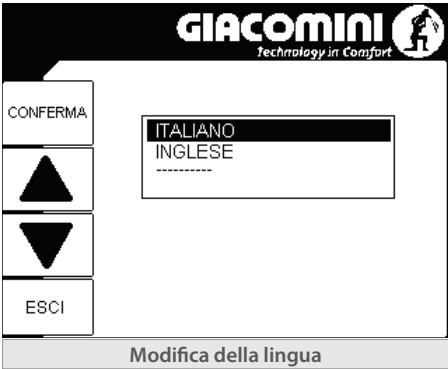 GIACOMINI
Technology in Comfort
CONFERMA
ITALIANO
INGLESE
----------
ESCI
Modifica della lingua